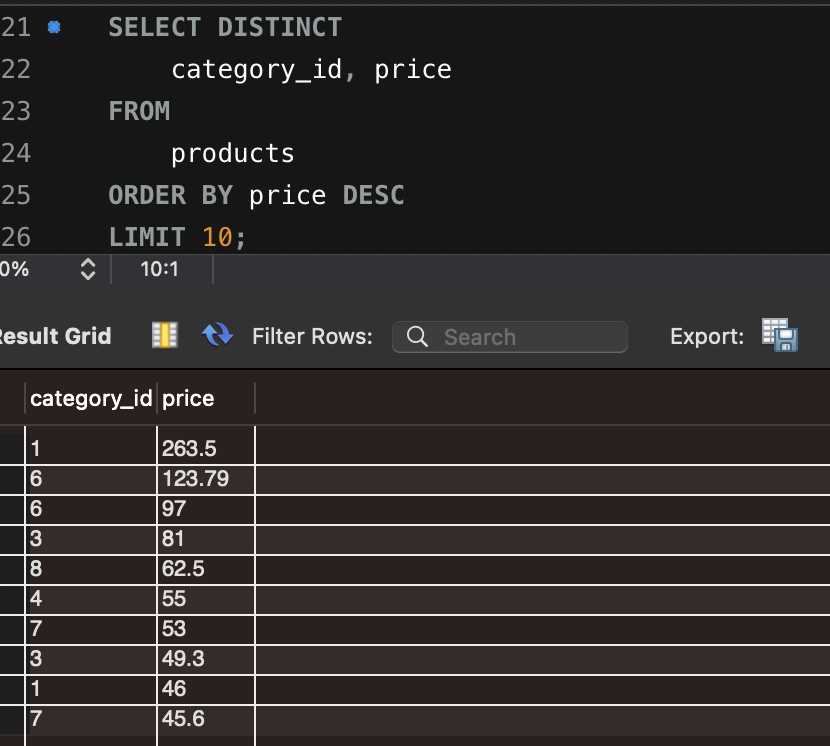 21 SELECT DISTINCT
22 category_id, price
23 FROM
24 products
25 ORDER BY price DESC
26 LIMIT 10;
0% 10:1
esult Grid Filter Rows: Search Export:
category_id price
1 263.5
6 123.79
6 97
3 81
8 62.5
4 55
7 53
3 49.3
1 46
7 45.6